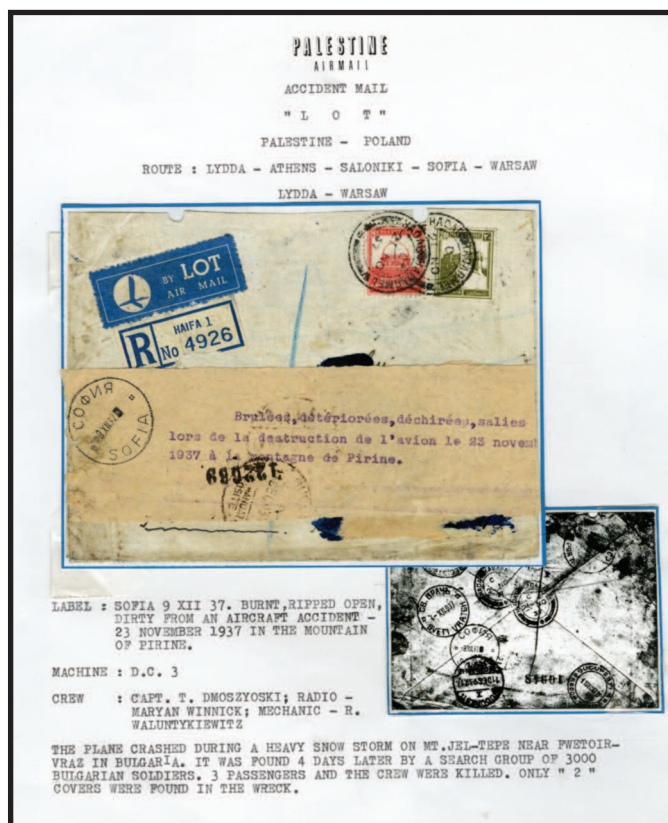 PALESTINE
AIRMAIL
ACCIDENT MAIL
"L O T"
PALESTINE - POLAND
ROUTE : LYDDA - ATHENS - SALONIKI - SOFIA - WARSAW
LYDDA - WARSAW
BY LOT
AIR MAIL
HAIFA 1
R No 4926
СОФИЯ
SOFIA
Brulées,détériorées,déchirées,salies
lors de la destruction de l'avion le 23 novem
1937 à la montagne de Pirine.
LABEL : SOFIA 9 XII 37. BURNT,RIPPED OPEN,
DIRTY FROM AN AIRCRAFT ACCIDENT -
23 NOVEMBER 1937 IN THE MOUNTAIN
OF PIRINE.
MACHINE : D.C. 3
CREW : CAPT. T. DMOSZYOSKI; RADIO -
MARYAN WINNICK; MECHANIC - R.
WALUNTYKIEWITZ
THE PLANE CRASHED DURING A HEAVY SNOW STORM ON MT.JEL-TEPE NEAR PWETOIR-
VRAZ IN BULGARIA. IT WAS FOUND 4 DAYS LATER BY A SEARCH GROUP OF 3000
BULGARIAN SOLDIERS. 3 PASSENGERS AND THE CREW WERE KILLED. ONLY " 2 "
COVERS WERE FOUND IN THE WRECK.